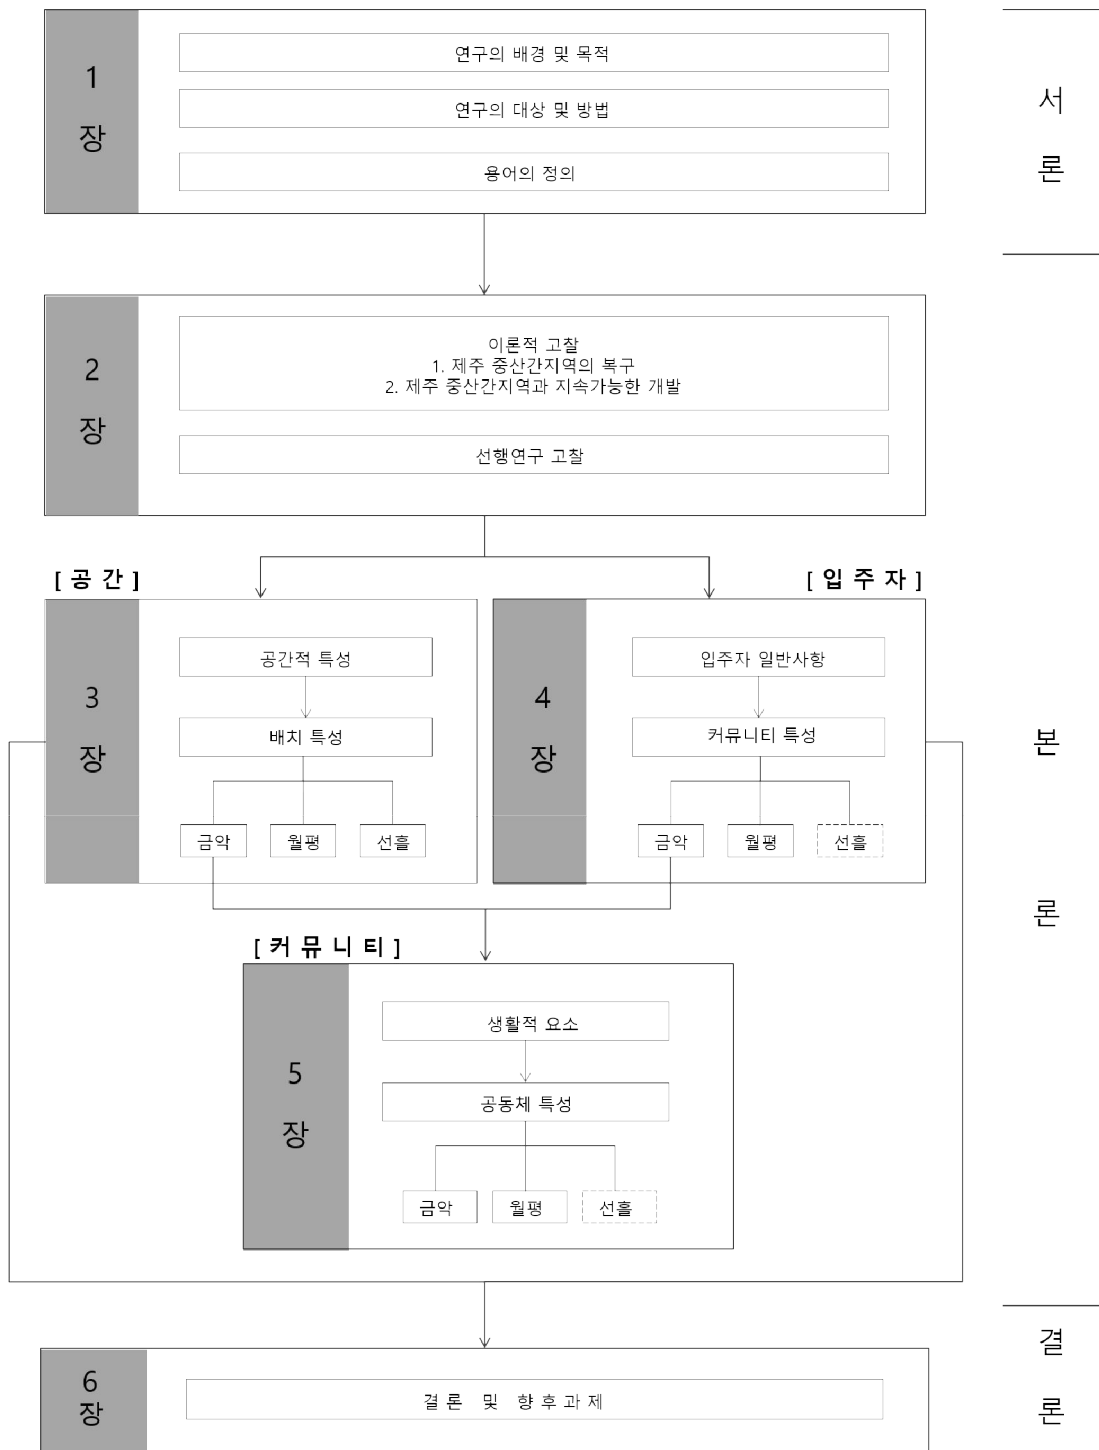 1
장
연구의 배경 및 목적
연구의 대상 및 방법
용어의 정의
서
론
2
장
이론적 고찰
1. 제주 중산간지역의 복구
2. 제주 중산간지역과 지속가능한 개발
선행연구 고찰
[ 공 간 ]
3
장
공간적 특성
배치 특성
금악
월평
선흘
[ 입 주 자 ]
4
장
입주자 일반사항
커뮤니티 특성
금악
월평
선흘
본
론
[ 커 뮤 니 티 ]
5
장
생활적 요소
공동체 특성
금악
월평
선흘
6
장
결 론 및 향 후 과 제
결
론